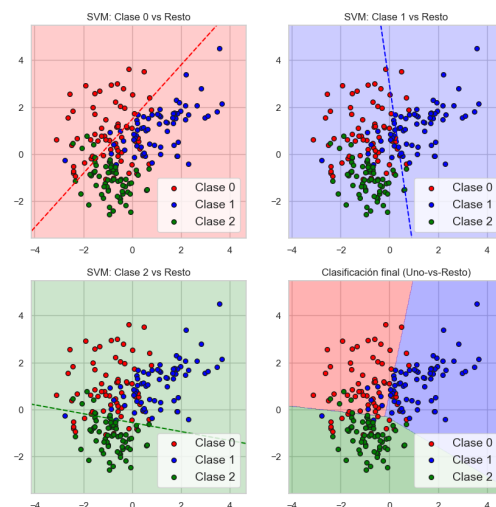 SVM: Clase 0 vs Resto
4
2
0
−2
Clase 0
Clase 1
Clase 2
−4 −2 0 2 4
SVM: Clase 1 vs Resto
4
2
0
−2
Clase 0
Clase 1
Clase 2
−4 −2 0 2 4
SVM: Clase 2 vs Resto
4
2
0
−2
Clase 0
Clase 1
Clase 2
−4 −2 0 2 4
Clasificación final (Uno-vs-Resto)
4
2
0
−2
Clase 0
Clase 1
Clase 2
−4 −2 0 2 4